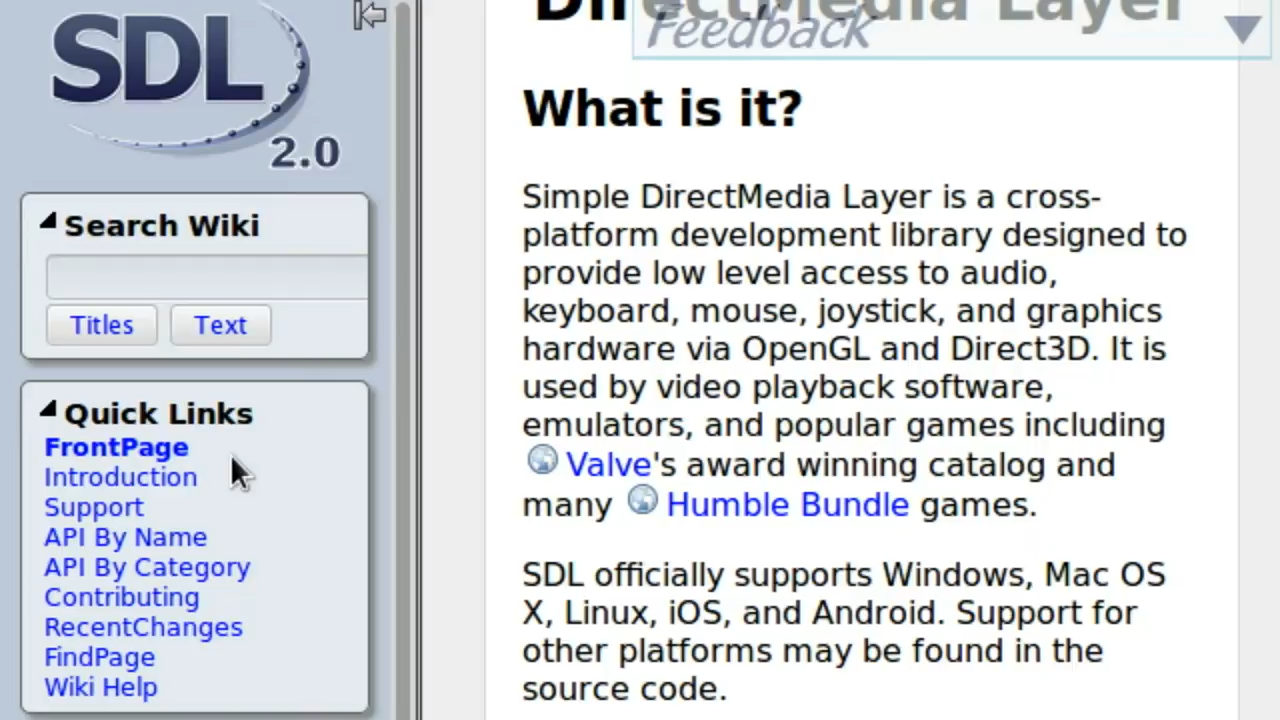 SDL
2.0
Search Wiki
Titles Text
Quick Links
FrontPage
Introduction
Support
API By Name
API By Category
Contributing
RecentChanges
FindPage
Wiki Help
DirectMedia Layer
Feedback
What is it?
Simple DirectMedia Layer is a cross-
platform development library designed to
provide low level access to audio,
keyboard, mouse, joystick, and graphics
hardware via OpenGL and Direct3D. It is
used by video playback software,
emulators, and popular games including
Valve's award winning catalog and
many Humble Bundle games.
SDL officially supports Windows, Mac OS
X, Linux, iOS, and Android. Support for
other platforms may be found in the
source code.